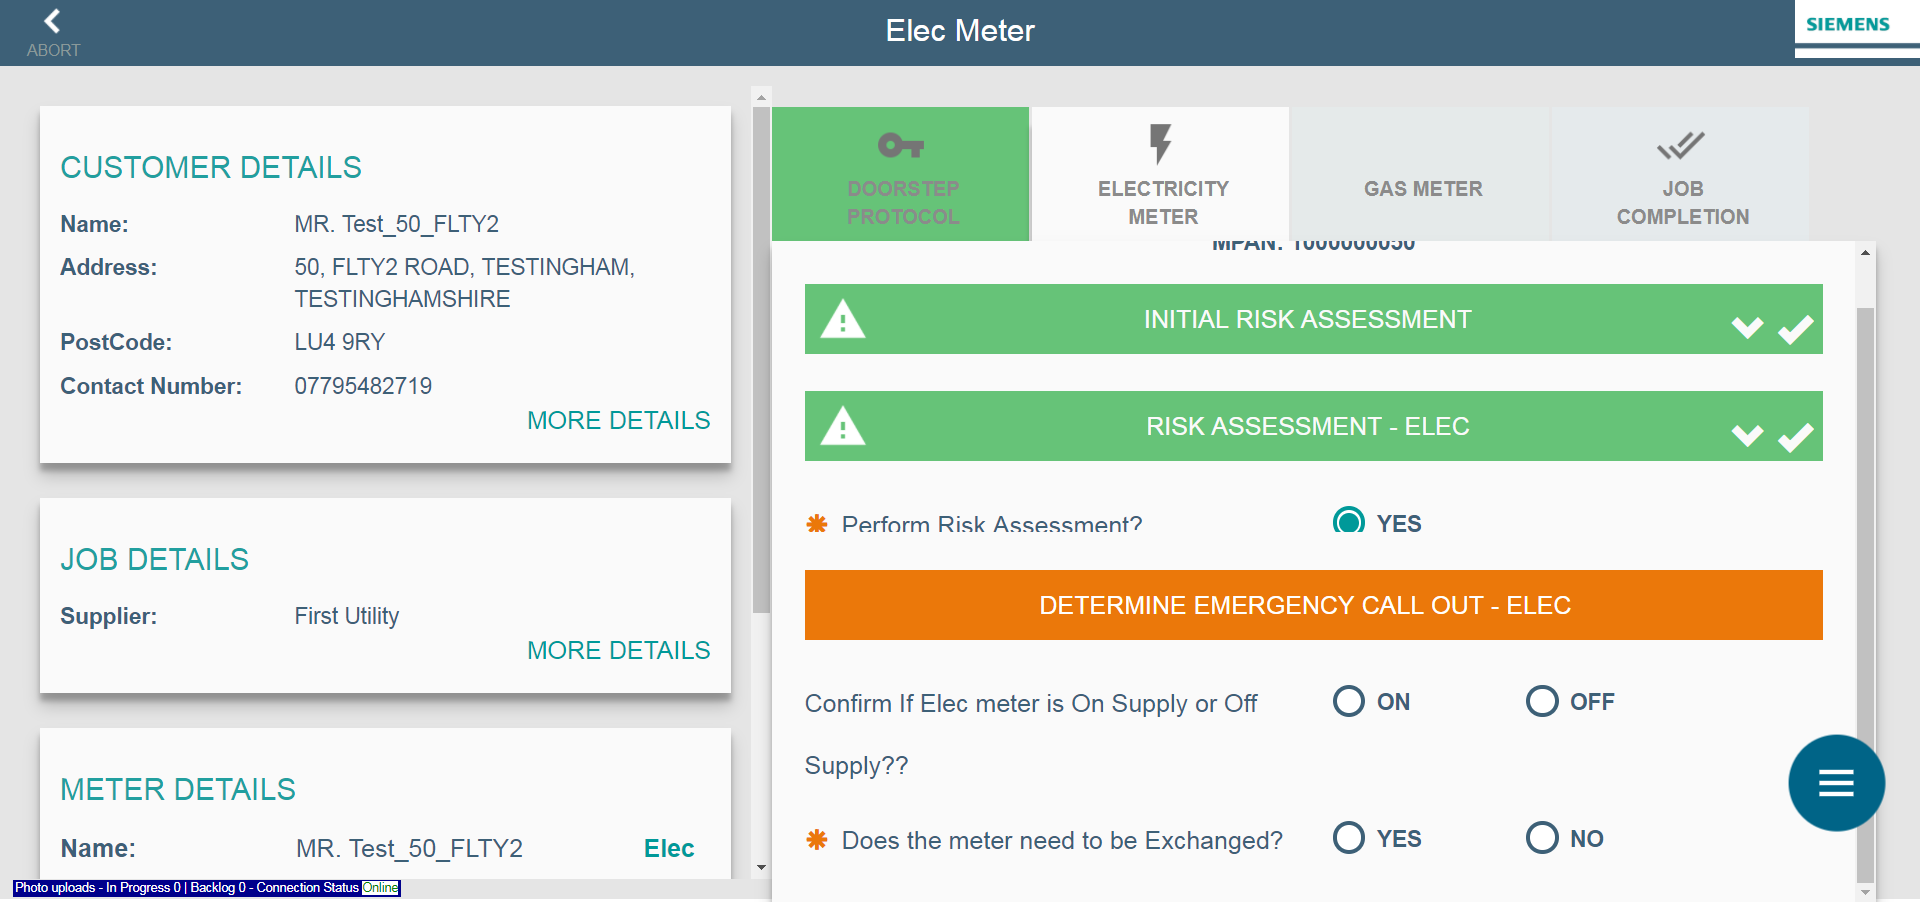 ABORT
Elec Meter
SIEMENS
CUSTOMER DETAILS
Name: MR. Test_50_FLTY2
Address: 50, FLTY2 ROAD, TESTINGHAM,
TESTINGHAMSHIRE
PostCode: LU4 9RY
Contact Number: 07795482719
MORE DETAILS
JOB DETAILS
Supplier: First Utility
MORE DETAILS
METER DETAILS
Name: MR. Test_50_FLTY2 Elec
Photo uploads - In Progress 0 | Backlog 0 - Connection Status Online
DOORSTEP
PROTOCOL
ELECTRICITY
METER
GAS METER
JOB
COMPLETION
MPAN: 1000000050
INITIAL RISK ASSESSMENT
RISK ASSESSMENT - ELEC
✱ Perform Risk Assessment? YES
DETERMINE EMERGENCY CALL OUT - ELEC
Confirm If Elec meter is On Supply or Off ON OFF
Supply??
✱ Does the meter need to be Exchanged? YES NO